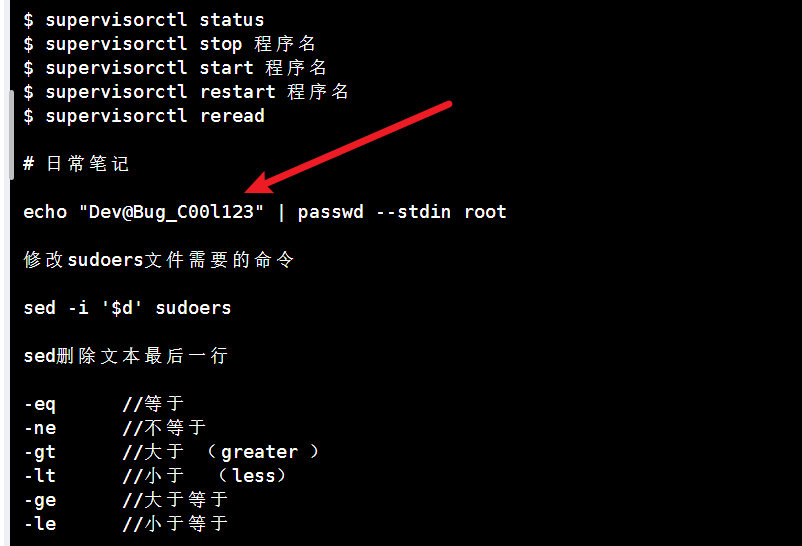 $ supervisorctl status
$ supervisorctl stop 程序名
$ supervisorctl start 程序名
$ supervisorctl restart 程序名
$ supervisorctl reread
# 日常笔记
echo "Dev@Bug_C00l123" | passwd --stdin root
修改sudoers文件需要的命令
sed -i '$d' sudoers
sed删除文本最后一行
-eq //等于
-ne //不等于
-gt //大于 （greater ）
-lt //小于 （less）
-ge //大于等于
-le //小于等于